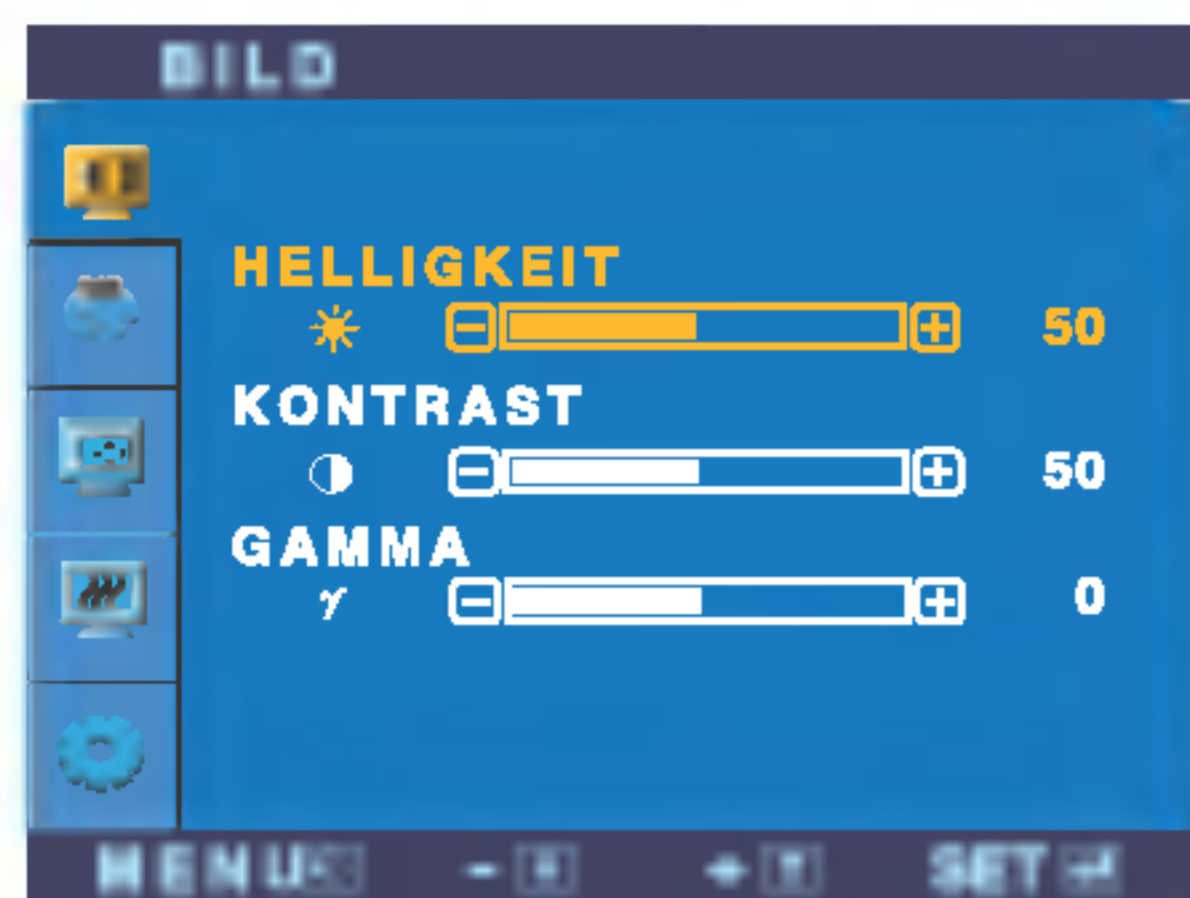 BILD
HELLIGKEIT
50
KONTRAST
50
GAMMA
γ 0
MENU - + SET